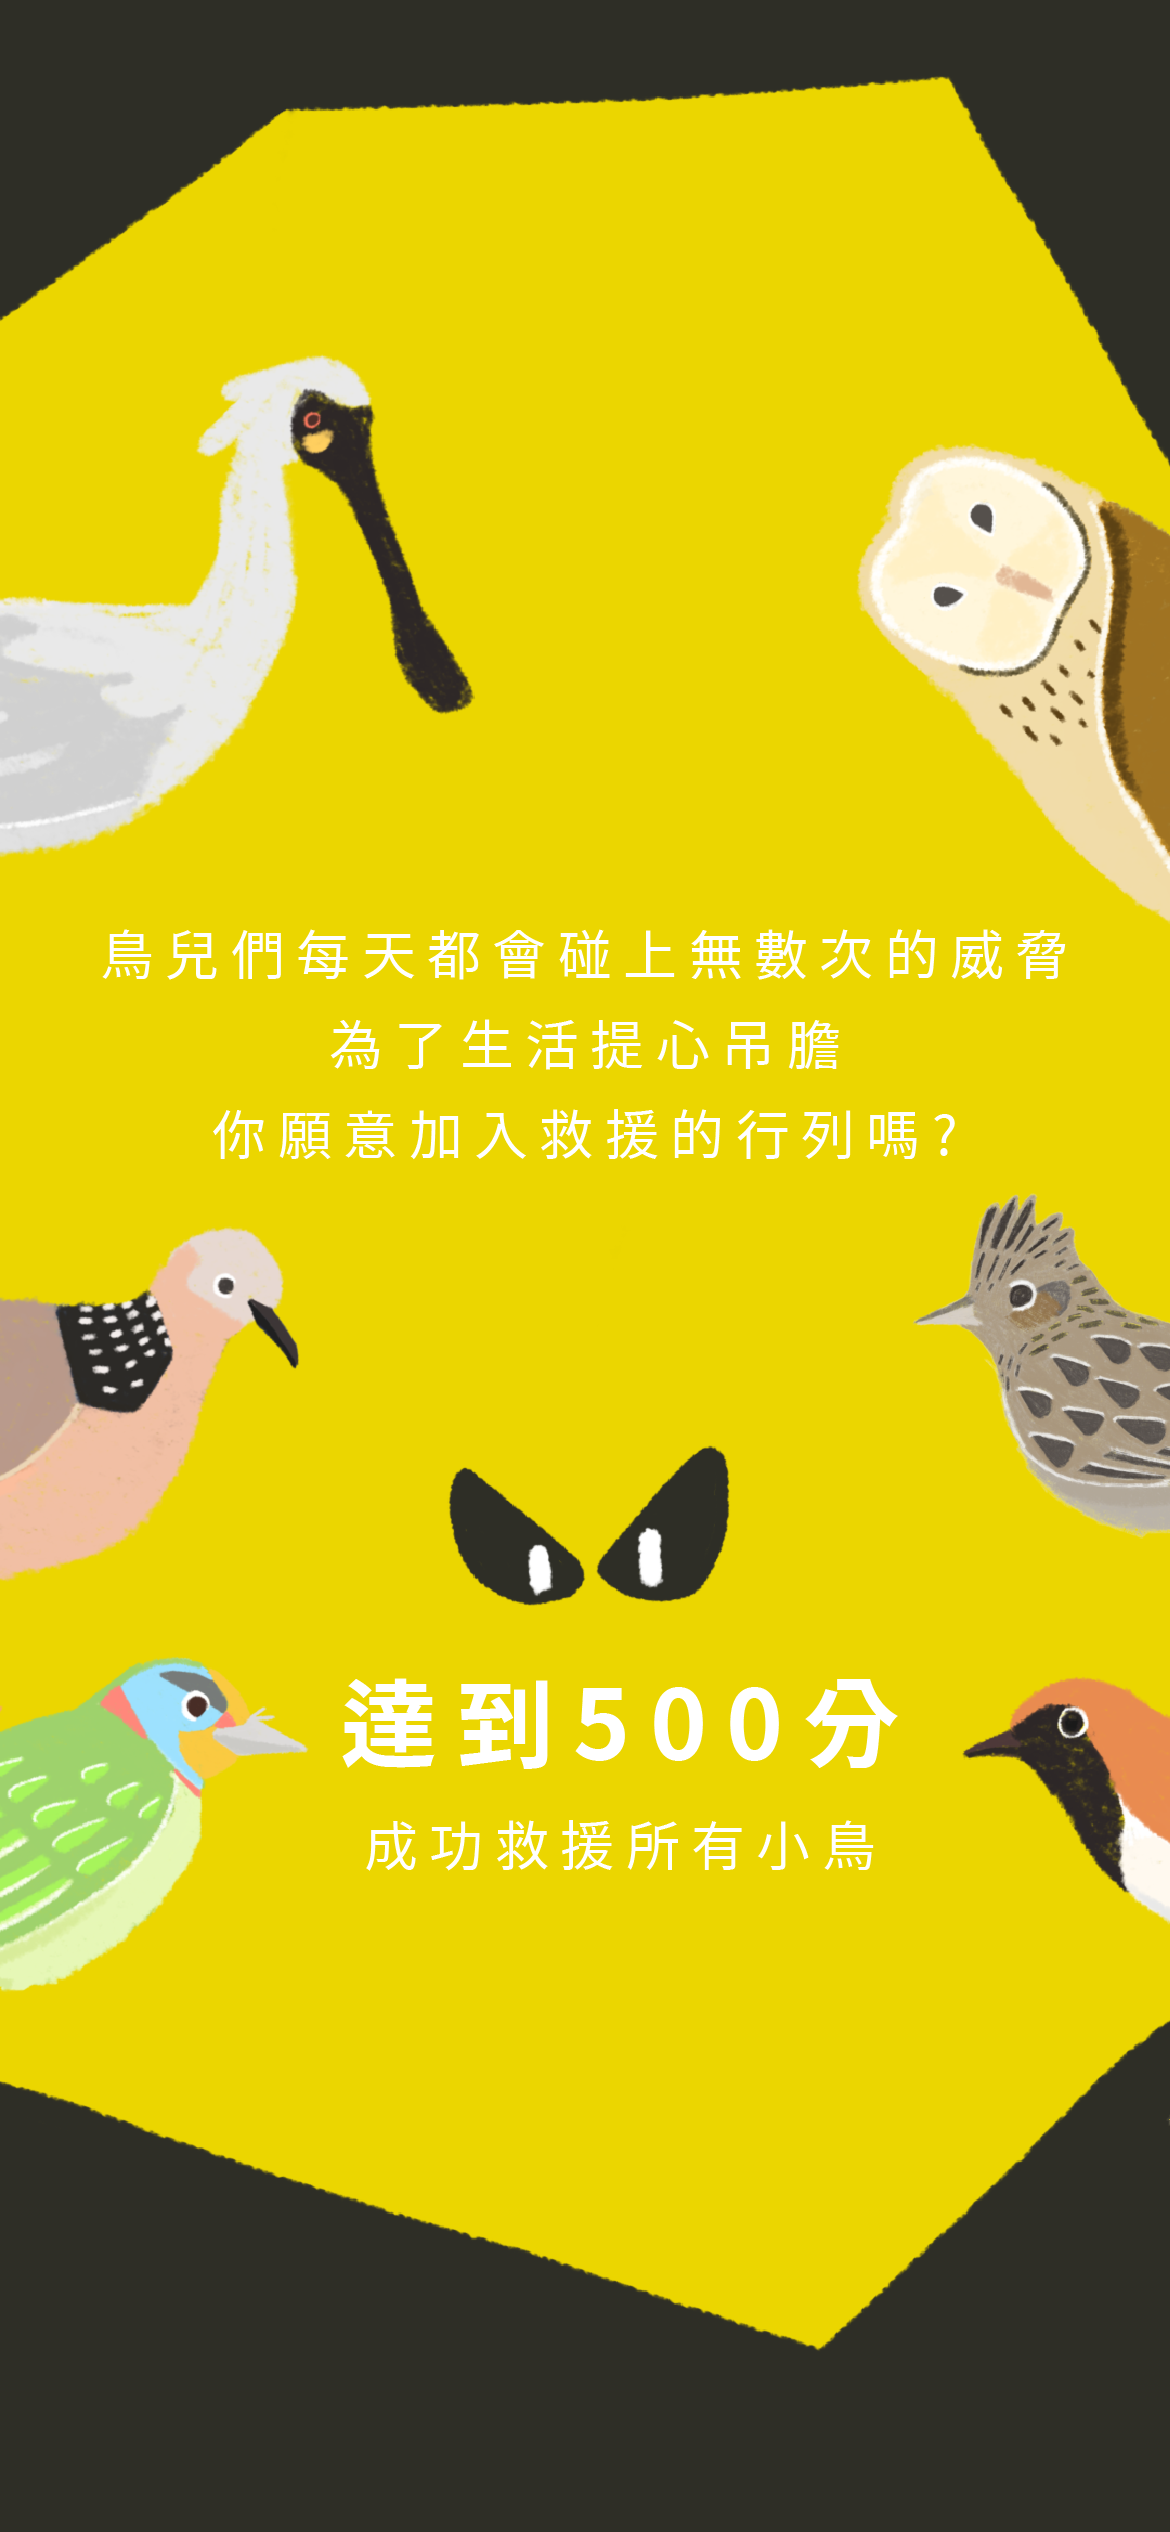 鳥兒們每天都會碰上無數次的威脅
為了生活提心吊膽
你願意加入救援的行列嗎?
達到500分
成功救援所有小鳥